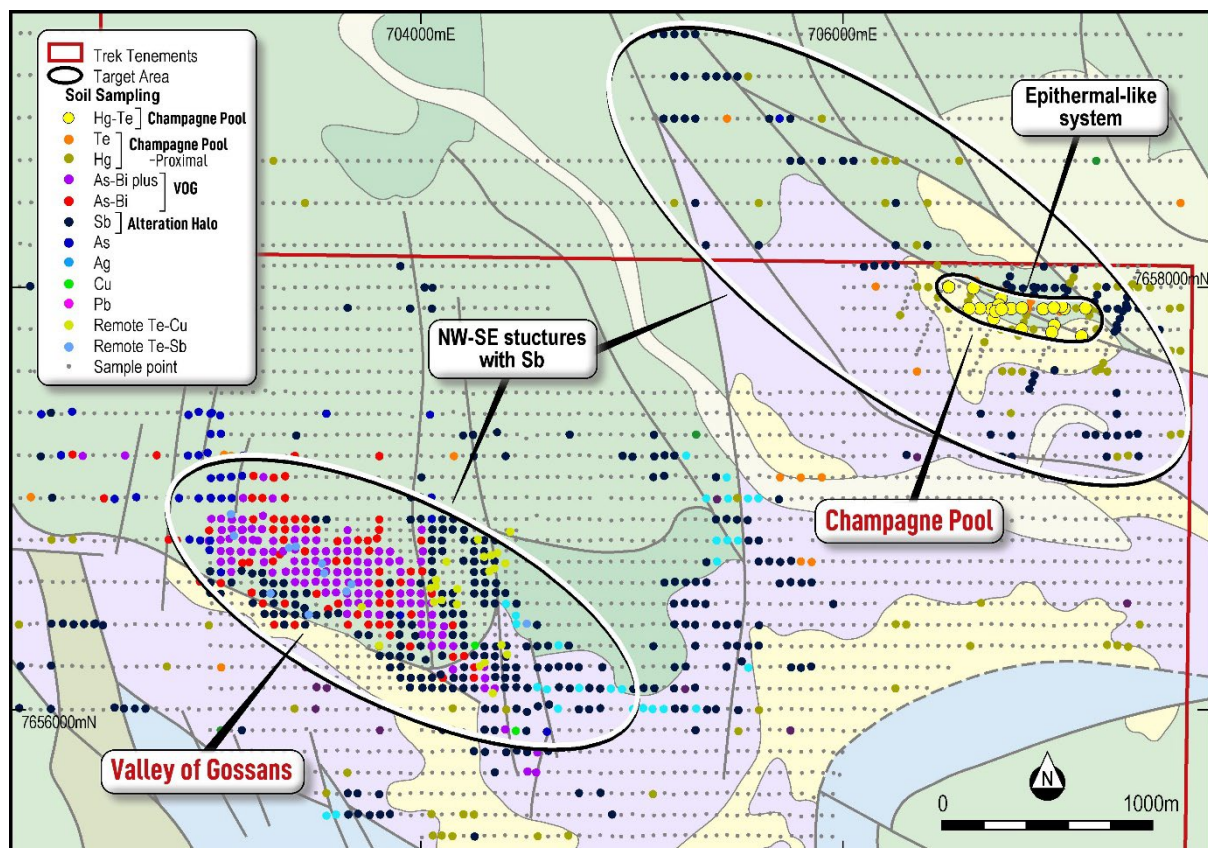 704000mE
706000mE
Trek Tenements
Target Area
Soil Sampling
Hg-Te Champagne Pool
Te Champagne Pool
Hg -Proximal
As-Bi plus VOG
As-Bi
Sb Alteration Halo
As
Ag
Cu
Pb
Remote Te-Cu
Remote Te-Sb
Sample point
Epithermal-like
system
7658000mN
NW-SE stuctures
with Sb
Champagne Pool
7656000mN
Valley of Gossans
N
0 1000m